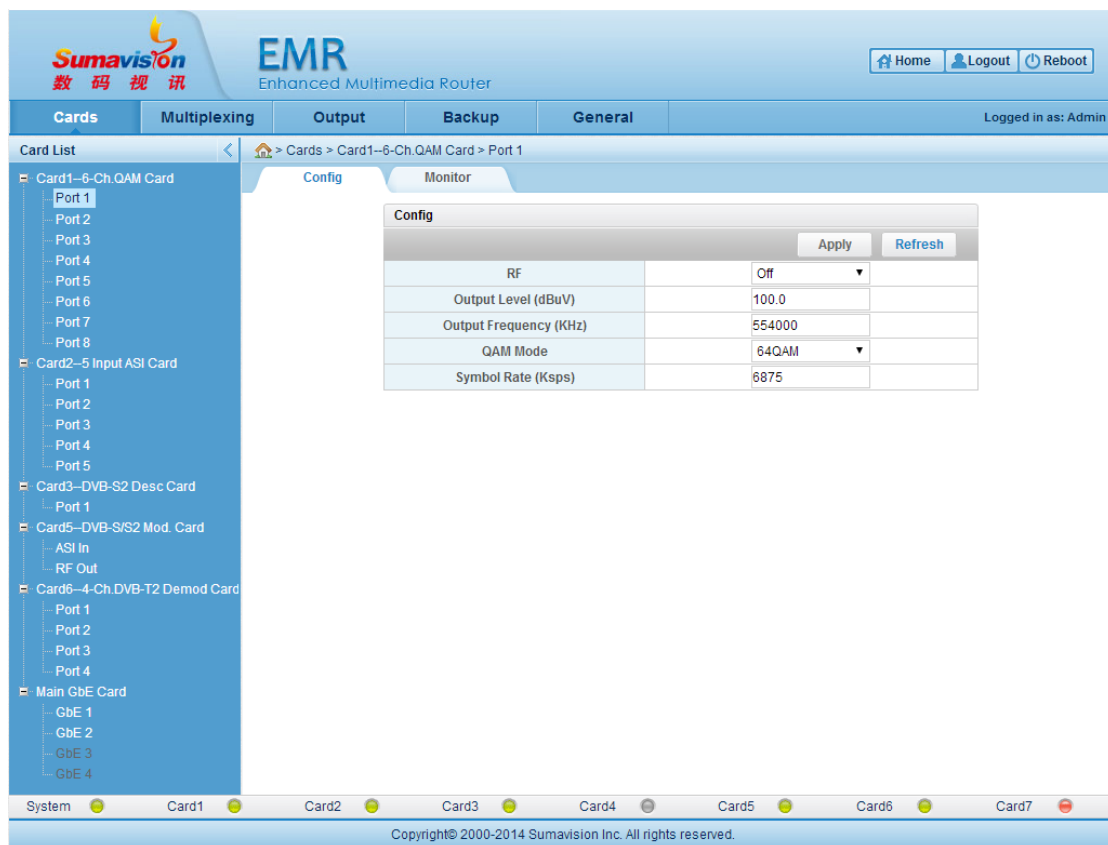 Sumavision
数码视讯
EMR
Enhanced Multimedia Router
Home
Logout
Reboot
Cards
Multiplexing
Output
Backup
General
Logged in as: Admin
Card List
> Cards > Card1--6-Ch.QAM Card > Port 1
Card1--6-Ch.QAM Card
Port 1
Port 2
Port 3
Port 4
Port 5
Port 6
Port 7
Port 8
Card2--5 Input ASI Card
Port 1
Port 2
Port 3
Port 4
Port 5
Card3--DVB-S2 Desc Card
Port 1
Card5--DVB-S/S2 Mod. Card
ASI In
RF Out
Card6--4-Ch.DVB-T2 Demod Card
Port 1
Port 2
Port 3
Port 4
Main GbE Card
GbE 1
GbE 2
GbE 3
GbE 4
Config
Monitor
Config
Apply
Refresh
RF Off
Output Level (dBuV) 100.0
Output Frequency (KHz) 554000
QAM Mode 64QAM
Symbol Rate (Ksps) 6875
System Card1 Card2 Card3 Card4 Card5 Card6 Card7
Copyright© 2000-2014 Sumavision Inc. All rights reserved.